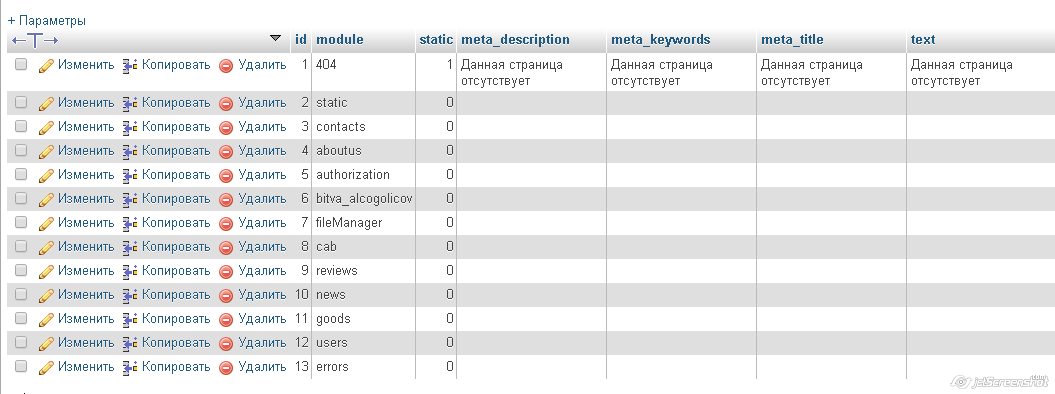 + Параметры
←T→ id module static meta_description meta_keywords meta_title text
Изменить Копировать Удалить 1 404 1 Данная страница Данная страница Данная страница Данная страница
отсутствует отсутствует отсутствует отсутствует
Изменить Копировать Удалить 2 static 0
Изменить Копировать Удалить 3 contacts 0
Изменить Копировать Удалить 4 aboutus 0
Изменить Копировать Удалить 5 authorization 0
Изменить Копировать Удалить 6 bitva_alcogolicov 0
Изменить Копировать Удалить 7 fileManager 0
Изменить Копировать Удалить 8 cab 0
Изменить Копировать Удалить 9 reviews 0
Изменить Копировать Удалить 10 news 0
Изменить Копировать Удалить 11 goods 0
Изменить Копировать Удалить 12 users 0
Изменить Копировать Удалить 13 errors 0
jetScreenshot